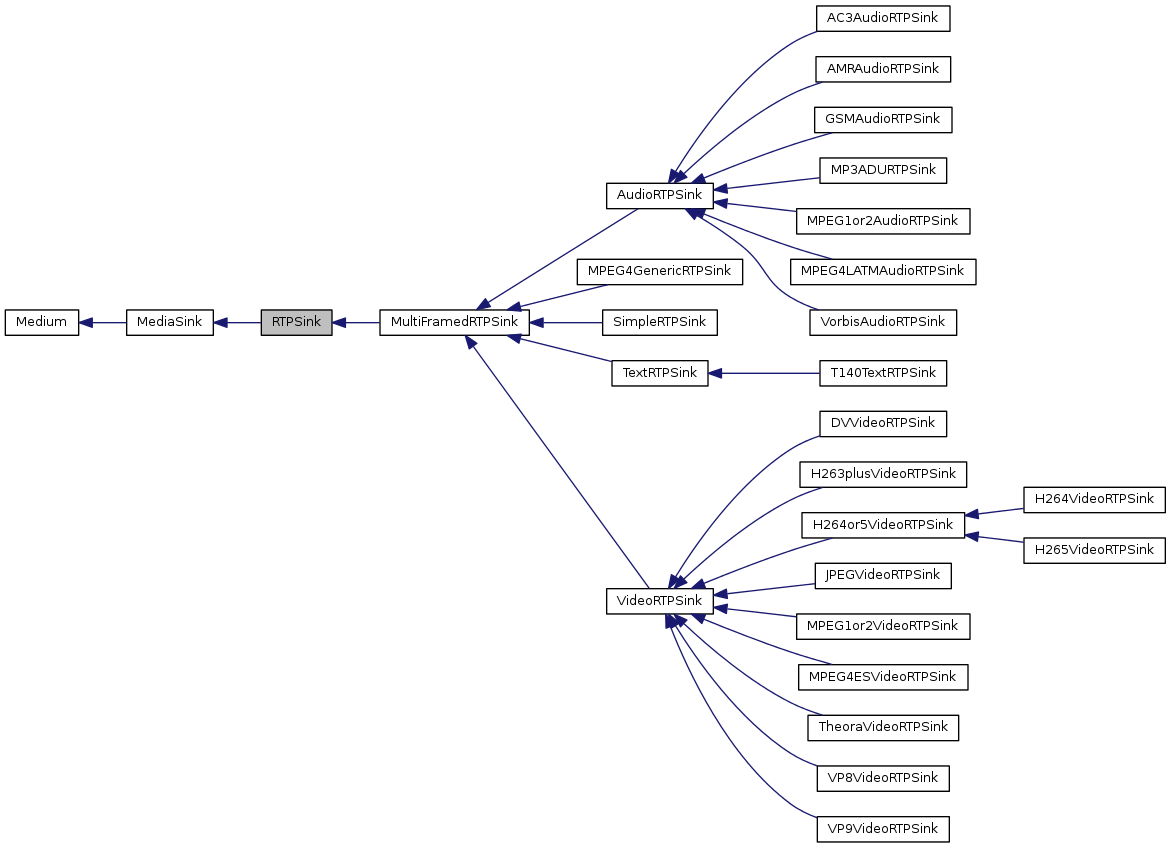 AC3AudioRTPSink
AMRAudioRTPSink
GSMAudioRTPSink
MP3ADURTPSink
AudioRTPSink
MPEG1or2AudioRTPSink
MPEG4GenericRTPSink
MPEG4LATMAudioRTPSink
Medium
MediaSink
RTPSink
MultiFramedRTPSink
SimpleRTPSink
VorbisAudioRTPSink
TextRTPSink
T140TextRTPSink
DVVideoRTPSink
H263plusVideoRTPSink
H264or5VideoRTPSink
H264VideoRTPSink
H265VideoRTPSink
JPEGVideoRTPSink
VideoRTPSink
MPEG1or2VideoRTPSink
MPEG4ESVideoRTPSink
TheoraVideoRTPSink
VP8VideoRTPSink
VP9VideoRTPSink